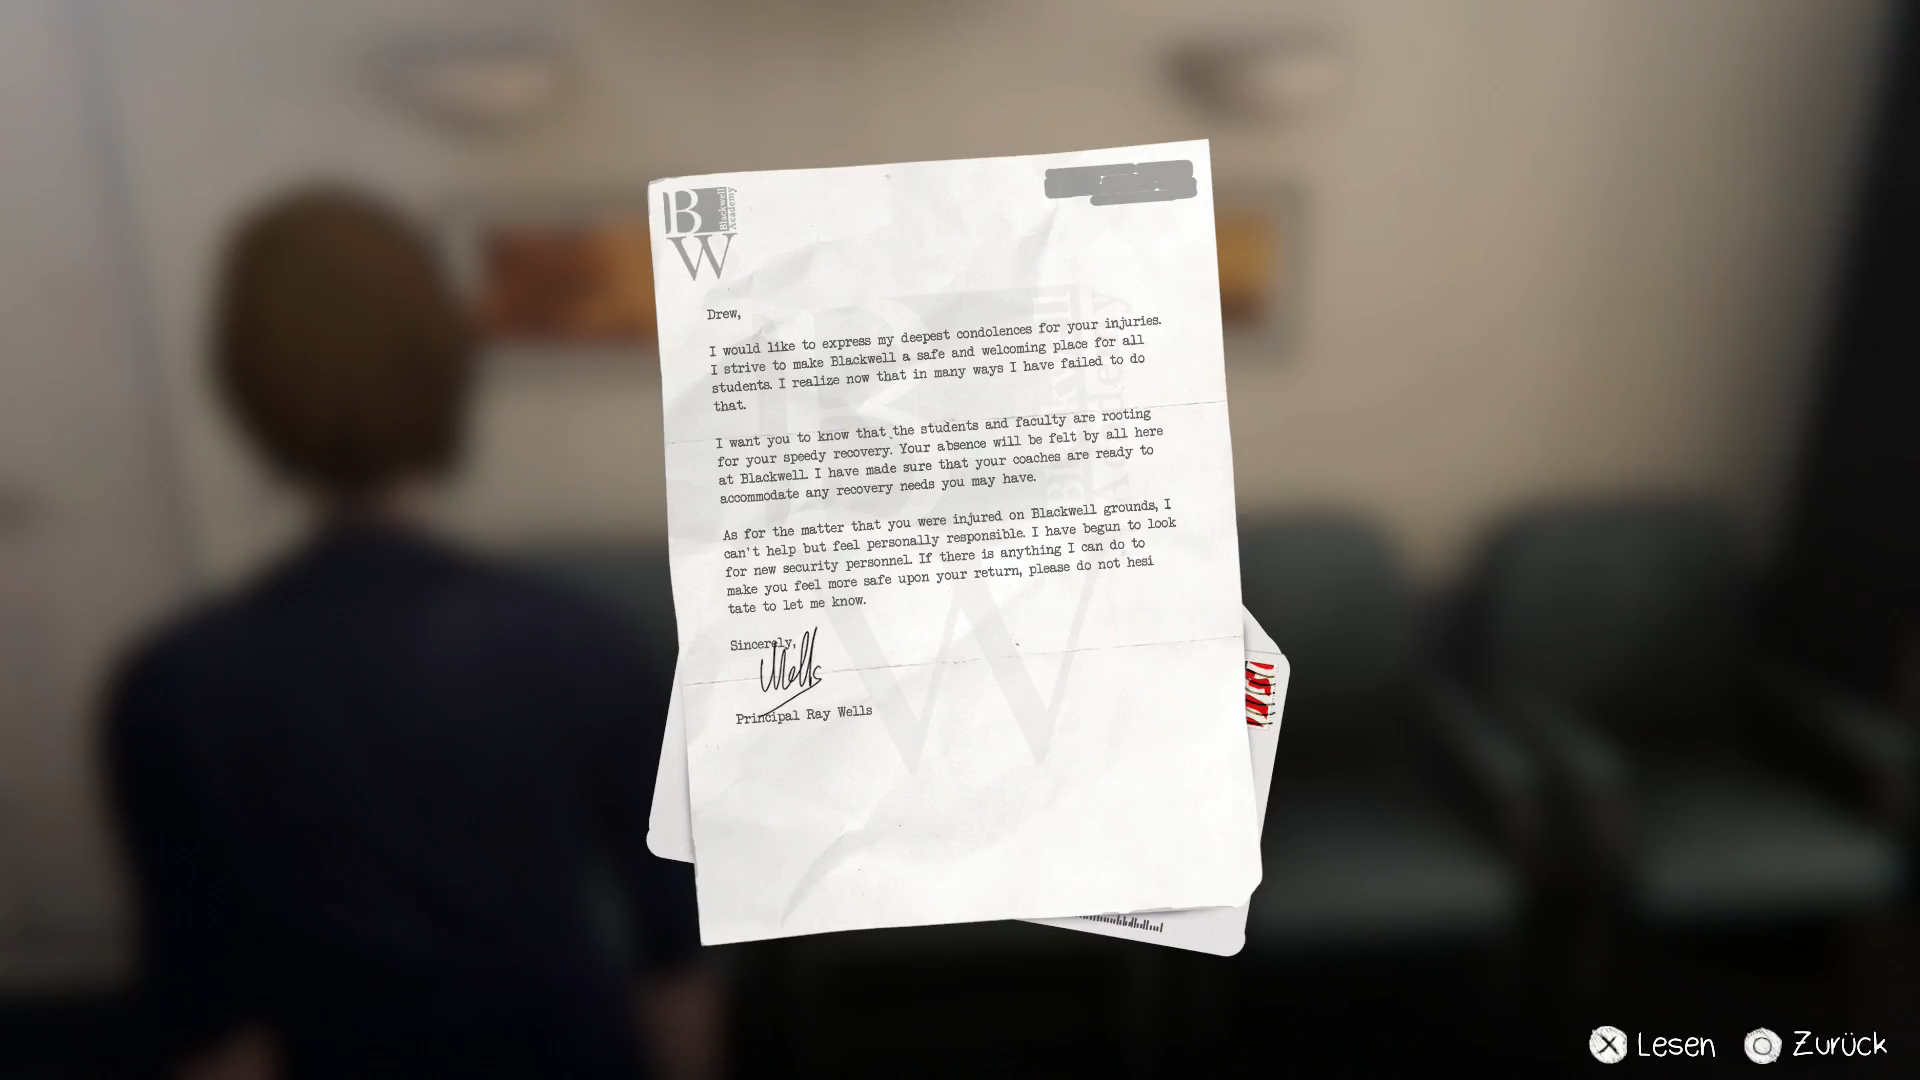 B
W
Blackwell
Academy
Drew,
I would like to express my deepest condolences for your injuries.
I strive to make Blackwell a safe and welcoming place for all
students. I realize now that in many ways I have failed to do
that.
I want you to know that the students and faculty are rooting
for your speedy recovery. Your absence will be felt by all here
at Blackwell. I have made sure that your coaches are ready to
accommodate any recovery needs you may have.
As for the matter that you were injured on Blackwell grounds, I
can't help but feel personally responsible. I have begun to look
for new security personnel. If there is anything I can do to
make you feel more safe upon your return, please do not hesi
tate to let me know.
Sincerely,
Wells
Principal Ray Wells
Lesen
Zurück